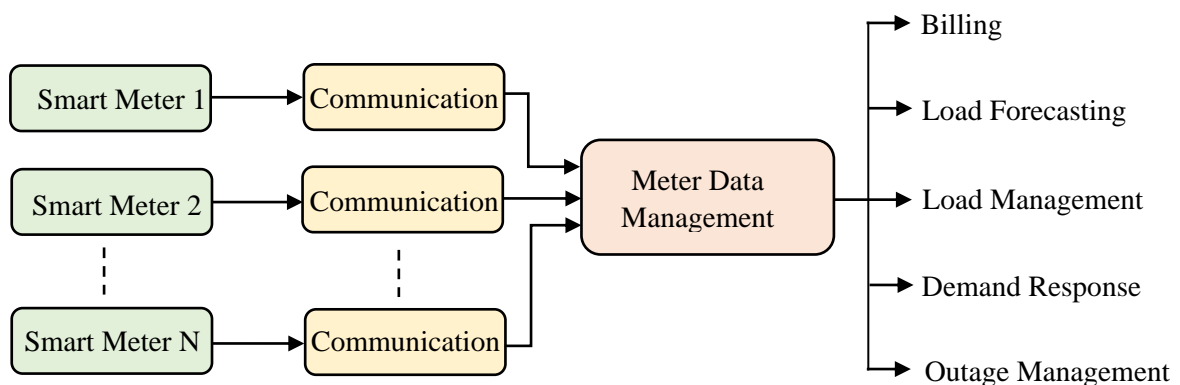 Smart Meter 1
Communication
Smart Meter 2
Communication
Smart Meter N
Communication
Meter Data
Management
Billing
Load Forecasting
Load Management
Demand Response
Outage Management